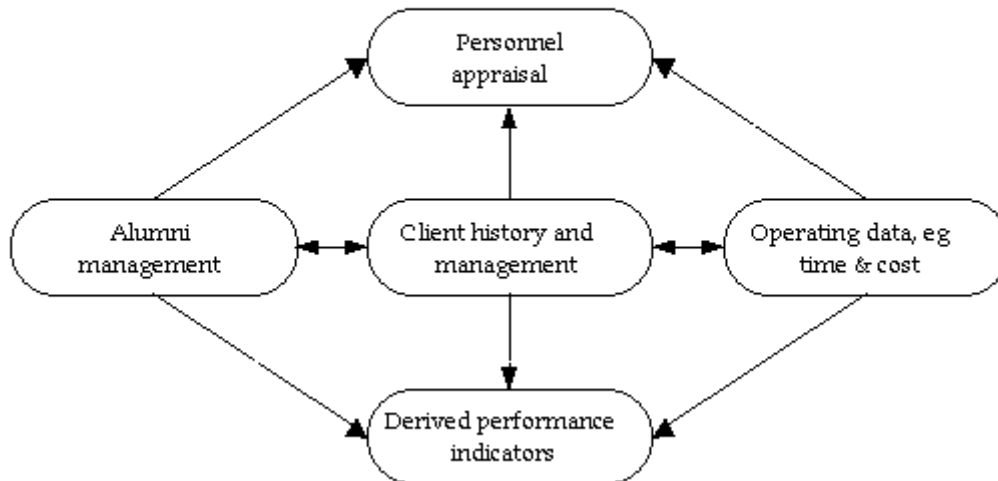 Personnel
appraisal
Alumni
management
Client history and
management
Operating data, eg
time & cost
Derived performance
indicators